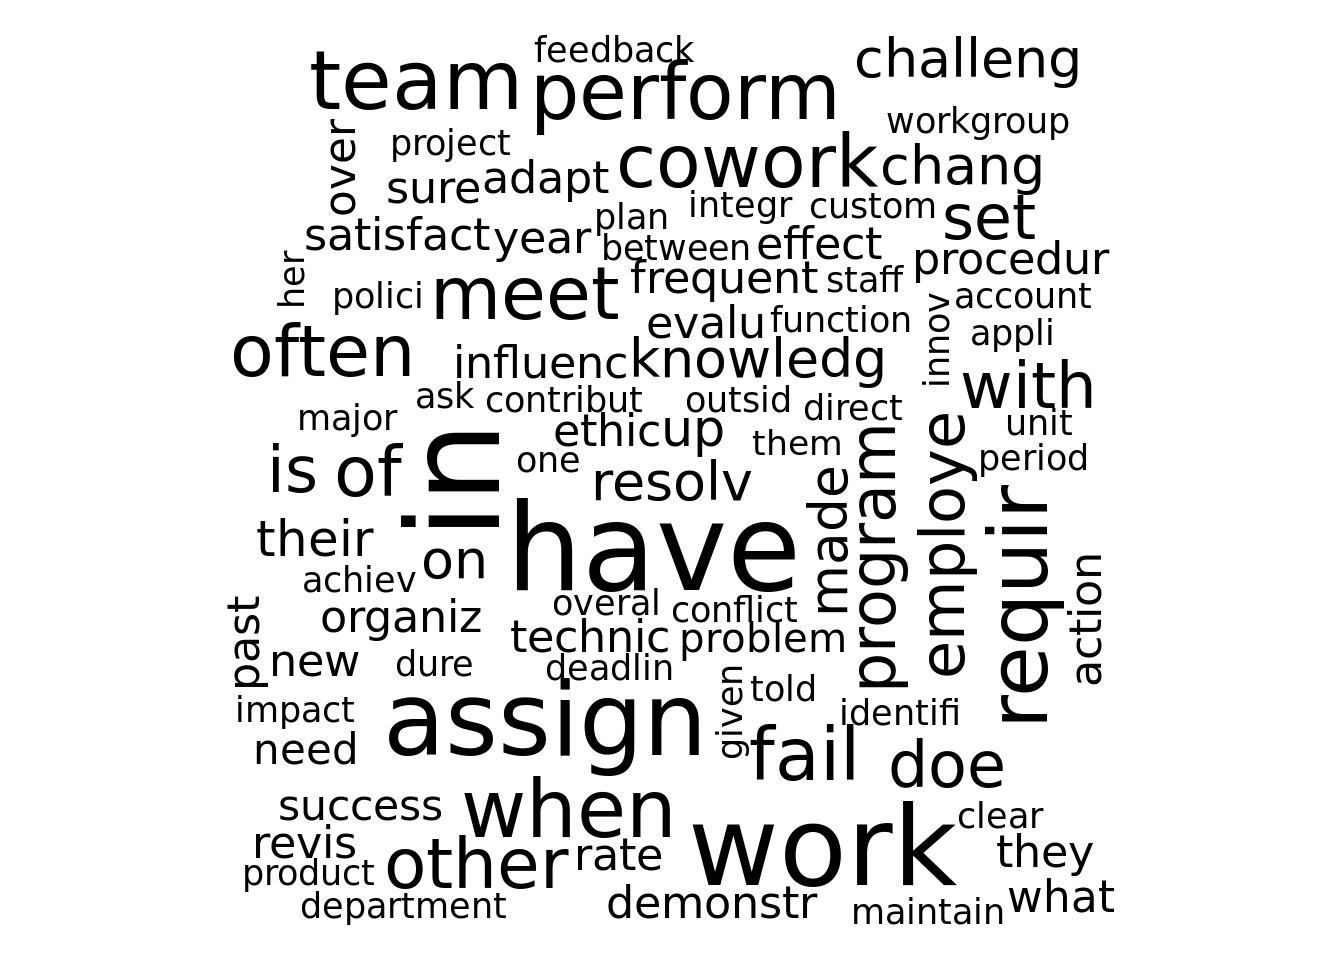 feedback
team
perform
challeng
workgroup
over
project
cowork
chang
sure
adapt
plan
integr
custom
set
satisfact
year
between
effect
procedur
her
polici
meet
frequent
staff
account
evalu
function
innov
appli
often
influenc
knowledg
with
ask
contribut
outsid
direct
major
ethic
up
them
unit
is
of
in
one
resolv
period
made
program
employe
requir
their
on
have
action
achiev
overal
conflict
past
organiz
technic
problem
new
dure
deadlin
given
told
impact
assign
identifi
need
fail
doe
success
when
work
clear
revis
other
rate
they
product
department
demonstr
maintain
what